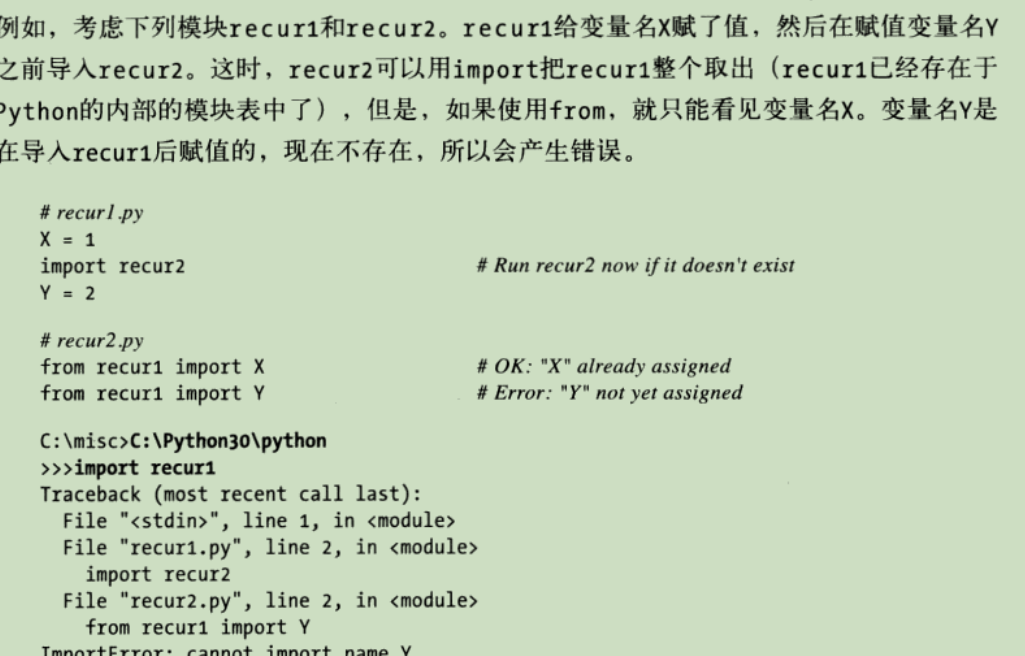 例如，考虑下列模块recur1和recur2。recur1给变量名X赋了值，然后在赋值变量名Y
之前导入recur2。这时，recur2可以用import把recur1整个取出（recur1已经存在于
Python的内部的模块表中了），但是，如果使用from，就只能看见变量名X。变量名Y是
在导入recur1后赋值的，现在不存在，所以会产生错误。
# recur1.py
X = 1
import recur2 # Run recur2 now if it doesn't exist
Y = 2
# recur2.py
from recur1 import X # OK: "X" already assigned
from recur1 import Y # Error: "Y" not yet assigned
C:\misc>C:\Python30\python
>>>import recur1
Traceback (most recent call last):
File "<stdin>", line 1, in <module>
File "recur1.py", line 2, in <module>
import recur2
File "recur2.py", line 2, in <module>
from recur1 import Y
ImportError: cannot import name Y